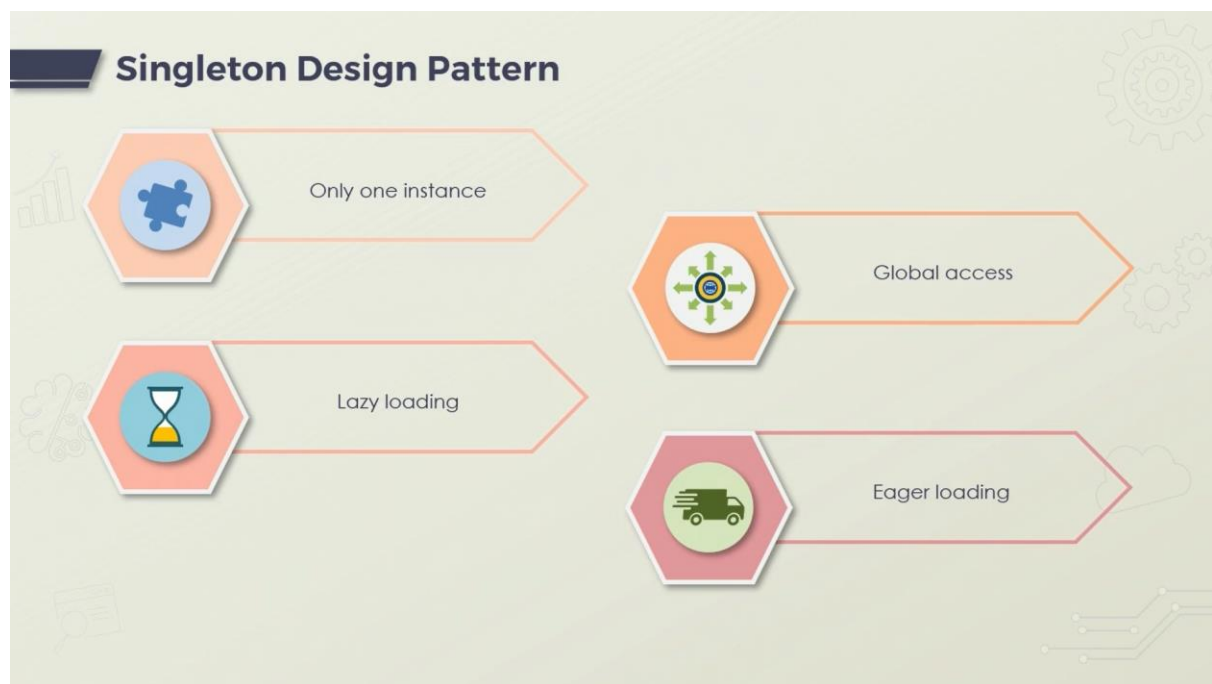 Singleton Design Pattern
Only one instance
Global access
Lazy loading
Eager loading